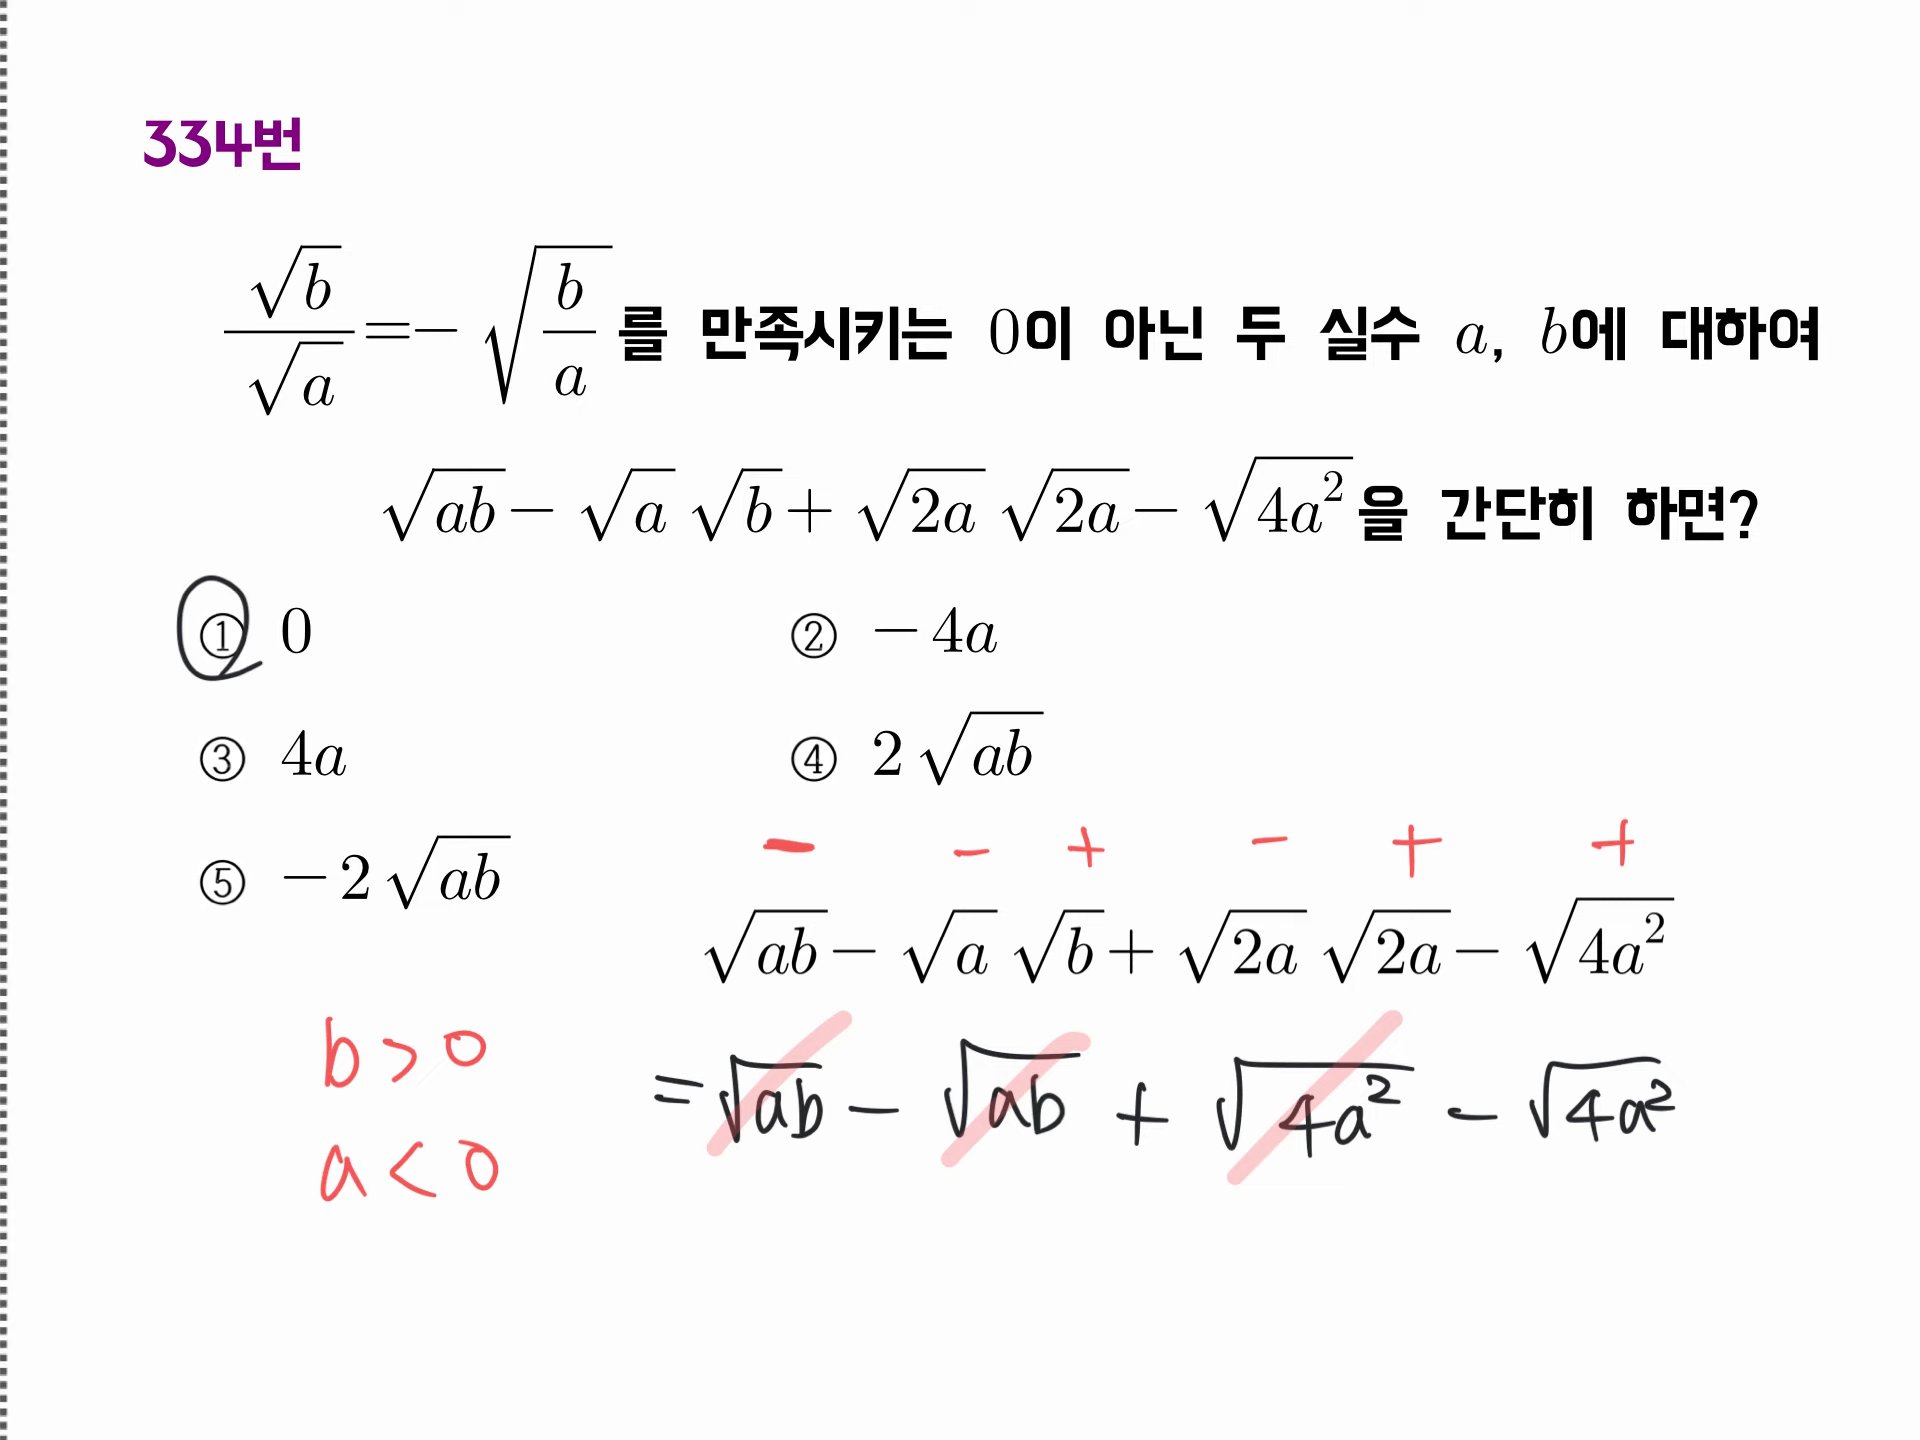 334번
√b/√a = −√(b/a) 를 만족시키는 0이 아닌 두 실수 a, b에 대하여
√ab − √a √b + √2a √2a − √4a² 을 간단히 하면?
① 0 ② −4a
③ 4a ④ 2√ab
− − + − + +
⑤ −2√ab
√ab − √a √b + √2a √2a − √4a²
b > 0
= √ab − √ab + √4a² − √4a²
a < 0